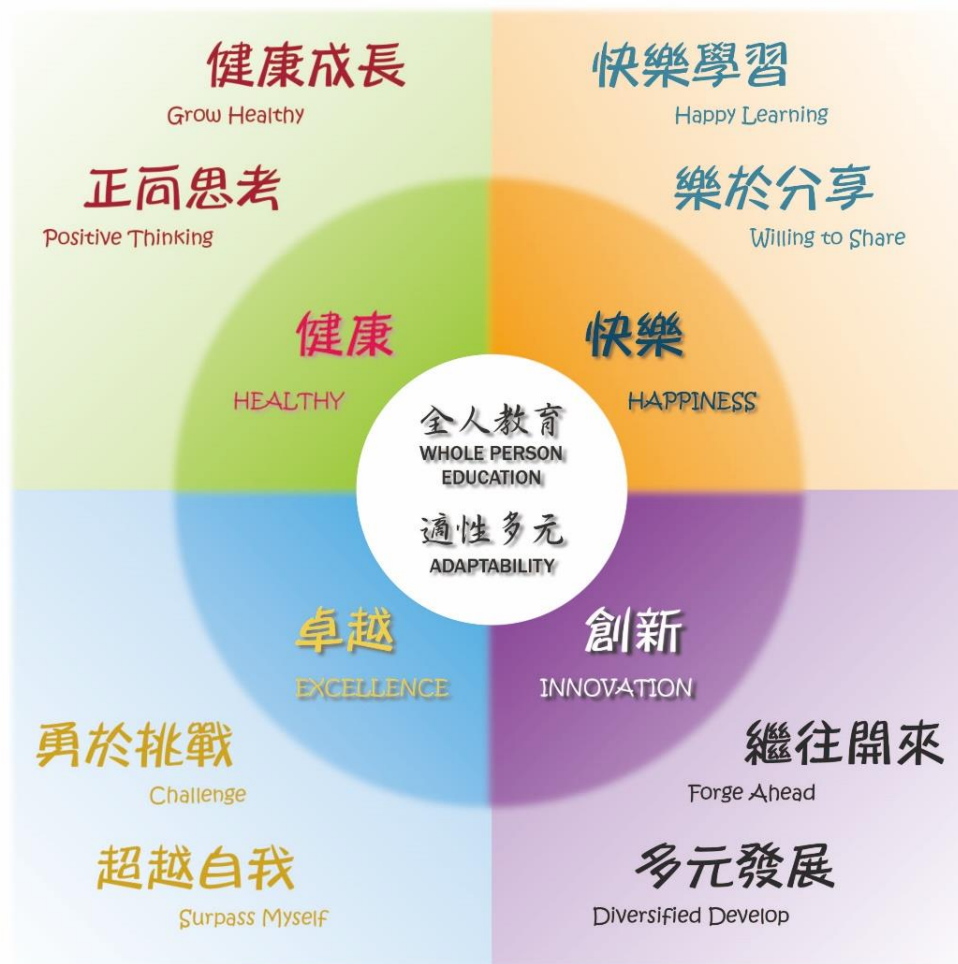 健康成長
Grow Healthy
正向思考
Positive Thinking
健康
HEALTHY
快樂學習
Happy Learning
樂於分享
Willing to Share
快樂
HAPPINESS
全人教育
WHOLE PERSON
EDUCATION
適性多元
ADAPTABILITY
卓越
EXCELLENCE
勇於挑戰
Challenge
超越自我
Surpass Myself
創新
INNOVATION
繼往開來
Forge Ahead
多元發展
Diversified Develop